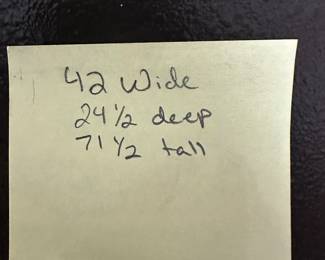 42 Wide
24 1/2 deep
71 1/2 tall